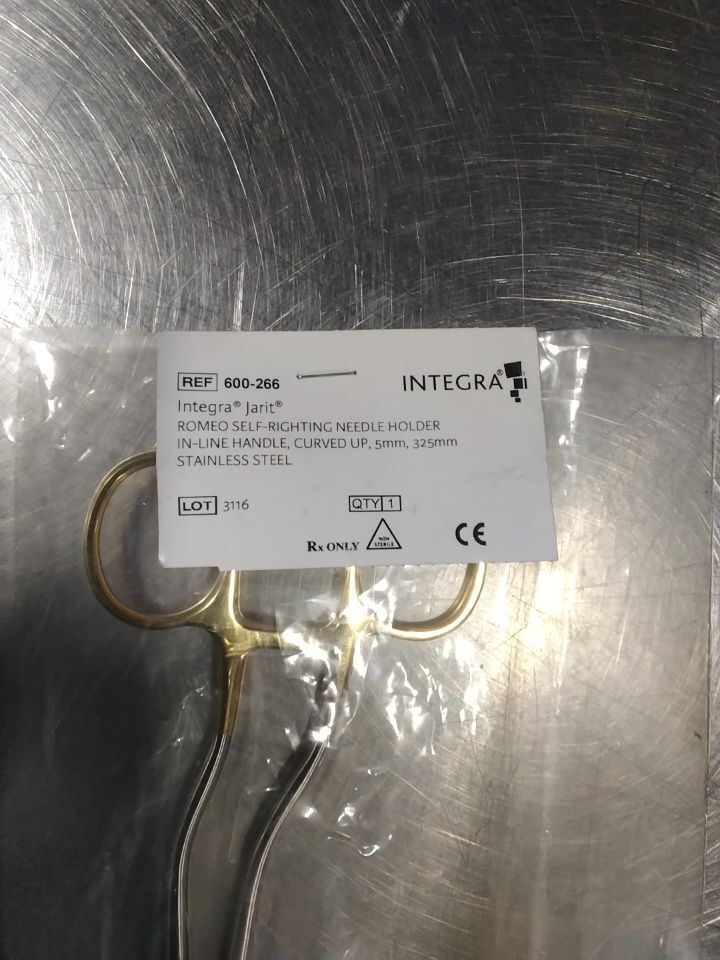 REF 600-266
INTEGRA®
Integra® Jarit®
ROMEO SELF-RIGHTING NEEDLE HOLDER
IN-LINE HANDLE, CURVED UP, 5mm, 325mm
STAINLESS STEEL
LOT 3116
QTY 1
Rx ONLY
NON
STERILE
CE